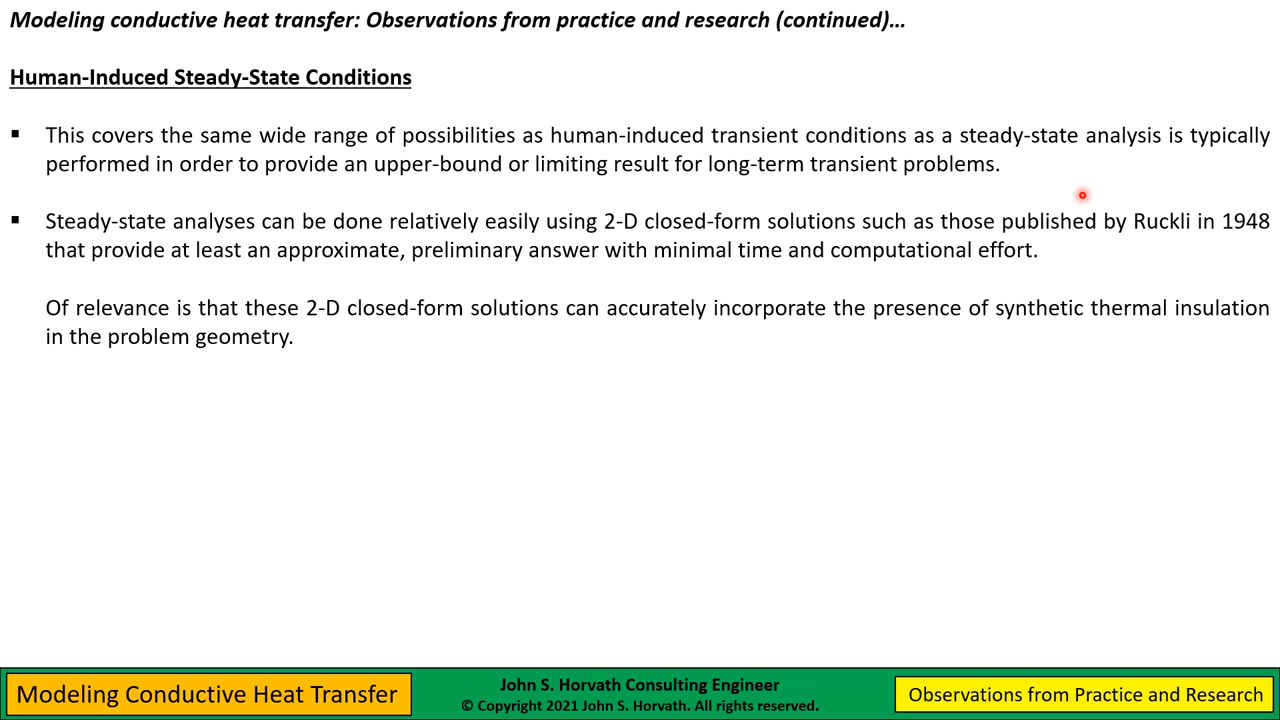 Modeling conductive heat transfer: Observations from practice and research (continued)…
Human-Induced Steady-State Conditions
▪ This covers the same wide range of possibilities as human-induced transient conditions as a steady-state analysis is typically
performed in order to provide an upper-bound or limiting result for long-term transient problems.
▪ Steady-state analyses can be done relatively easily using 2-D closed-form solutions such as those published by Ruckli in 1948
that provide at least an approximate, preliminary answer with minimal time and computational effort.
Of relevance is that these 2-D closed-form solutions can accurately incorporate the presence of synthetic thermal insulation
in the problem geometry.
Modeling Conductive Heat Transfer
John S. Horvath Consulting Engineer
© Copyright 2021 John S. Horvath. All rights reserved.
Observations from Practice and Research